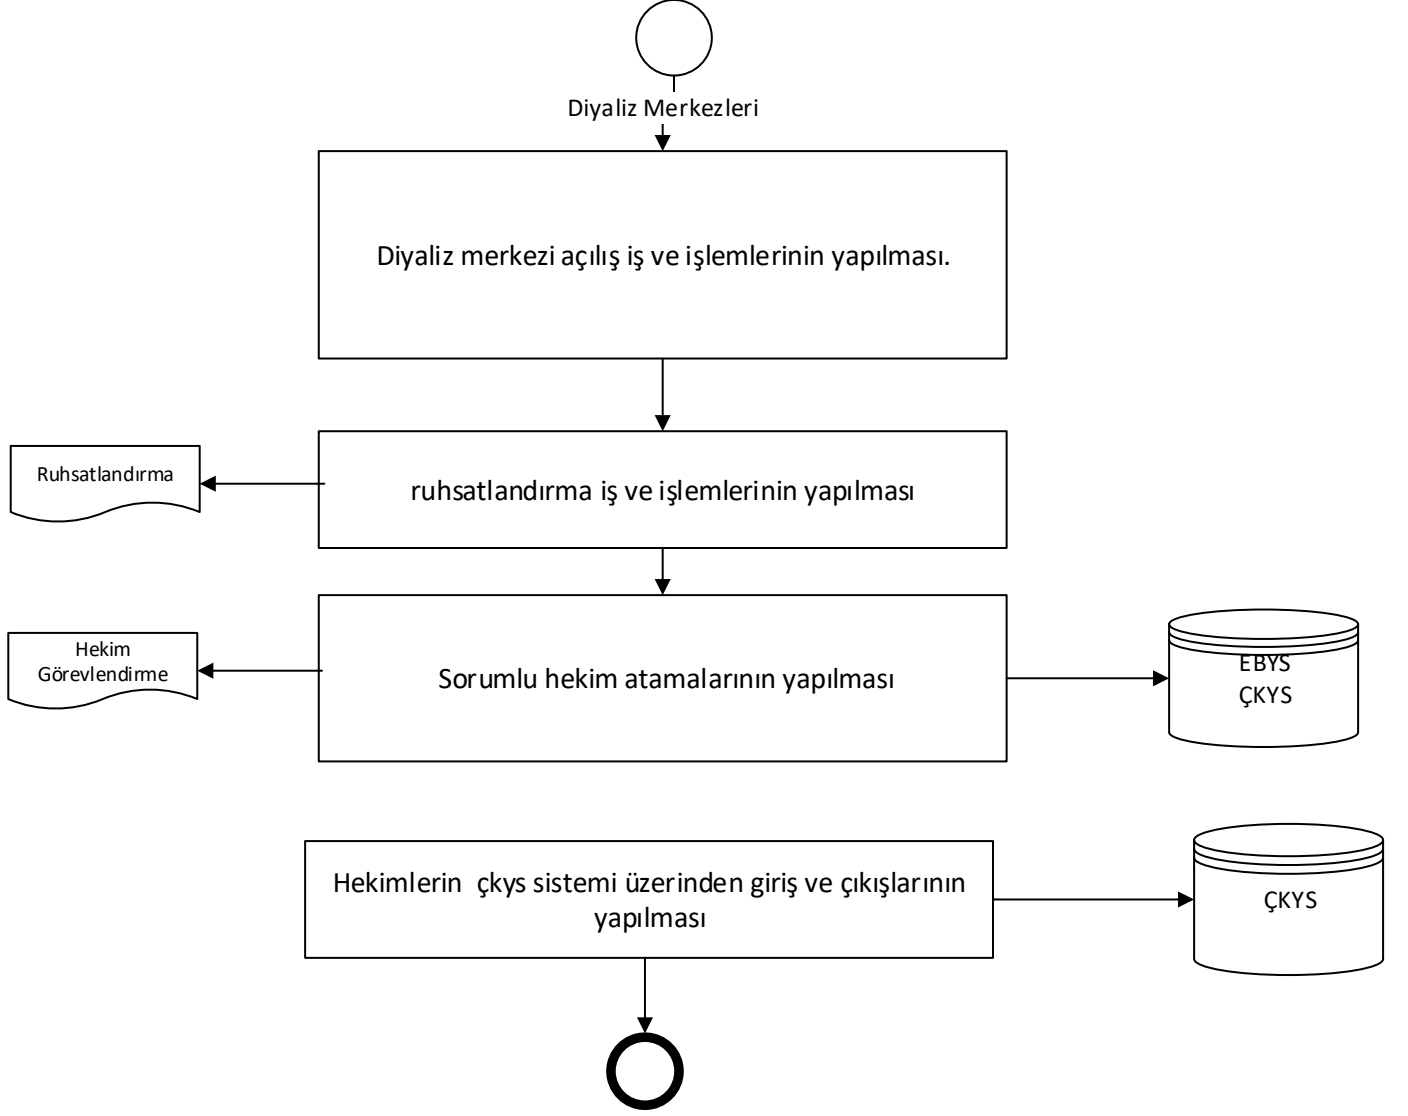 Diyaliz Merkezleri
Diyaliz merkezi açılış iş ve işlemlerinin yapılması.
Ruhsatlandırma
ruhsatlandırma iş ve işlemlerinin yapılması
Hekim
Görevlendirme
Sorumlu hekim atamalarının yapılması
EBYS
ÇKYS
Hekimlerin  çkys sistemi üzerinden giriş ve çıkışlarının
yapılması
ÇKYS